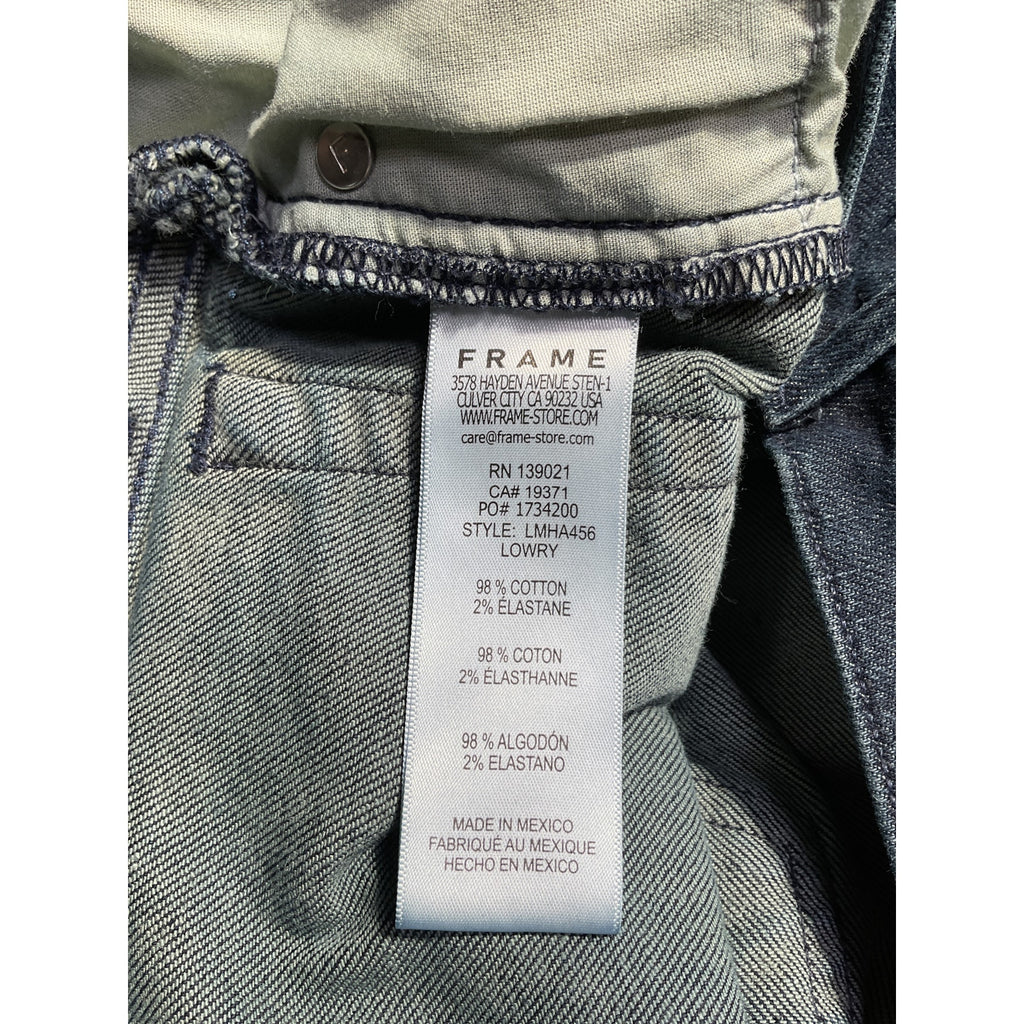 FRAME
3578 HAYDEN AVENUE STEN-1
CULVER CITY CA 90232 USA
WWW.FRAME-STORE.COM
care@frame-store.com
RN 139021
CA# 19371
PO# 1734200
STYLE: LMHA456
LOWRY
98 % COTTON
2% ÉLASTANE
98 % COTON
2% ÉLASTHANNE
98 % ALGODÓN
2% ELASTANO
MADE IN MEXICO
FABRIQUÉ AU MEXIQUE
HECHO EN MEXICO